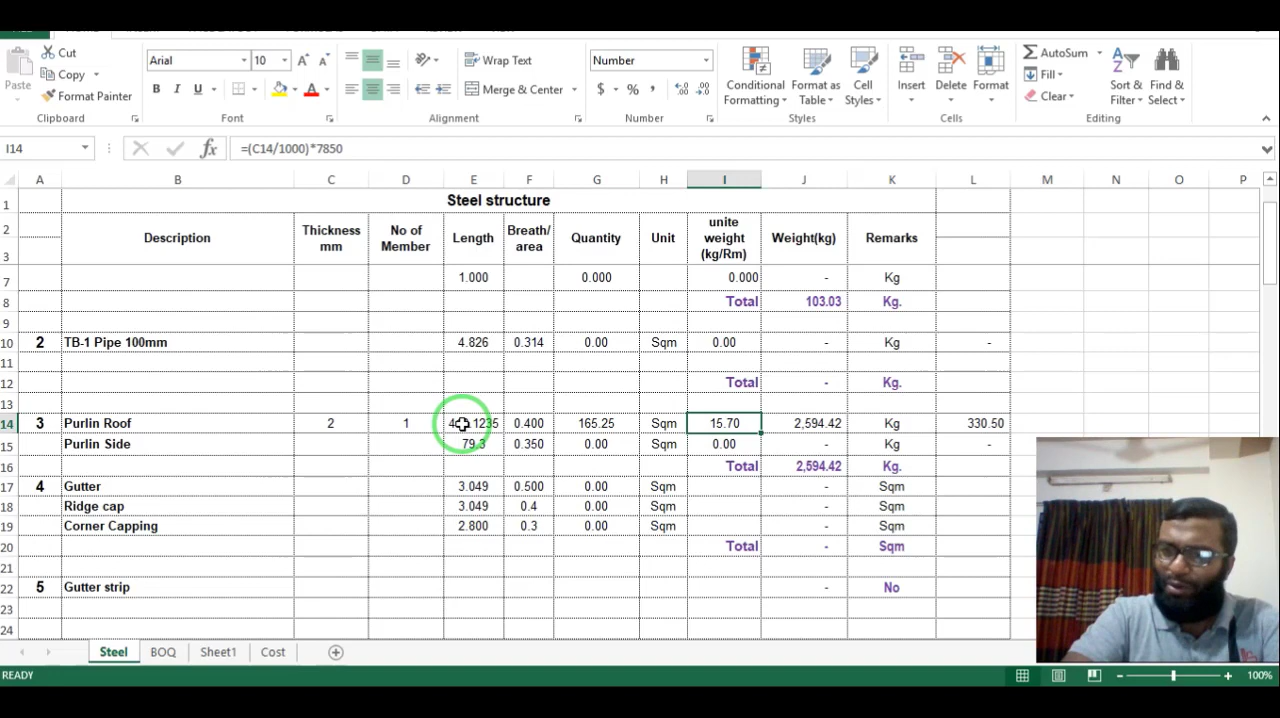 Cut
Copy
Format Painter
Paste
Clipboard
Arial 10
B I U
Font
Wrap Text
Merge & Center
Alignment
Number
$ % ,
Number
Conditional Formatting
Format as Table
Cell Styles
Styles
Insert Delete Format
Cells
AutoSum
Fill
Clear
Sort & Filter
Find & Select
Editing
I14 fx =(C14/1000)*7850
A B C D E F G H I J K L M N O P
1 Steel structure
2 3 Description Thickness mm No of Member Length Breath/ area Quantity Unit unite weight (kg/Rm) Weight(kg) Remarks
7 1.000 0.000 0.000 - Kg
8 Total 103.03 Kg.
9
10 2 TB-1 Pipe 100mm 4.826 0.314 0.00 Sqm 0.00 - Kg -
11
12 Total - Kg.
13
14 3 Purlin Roof 2 1 0.400 165.25 Sqm 15.70 2,594.42 Kg 330.50
15 Purlin Side 79.3 0.350 0.00 Sqm 0.00 - Kg -
16 Total 2,594.42 Kg.
17 4 Gutter 3.049 0.500 0.00 Sqm - Sqm
18 Ridge cap 3.049 0.4 0.00 Sqm - Sqm
19 Corner Capping 2.800 0.3 0.00 Sqm - Sqm
20 Total - Sqm
21
22 5 Gutter strip - No
23
24
Steel BOQ Sheet1 Cost
READY 100%